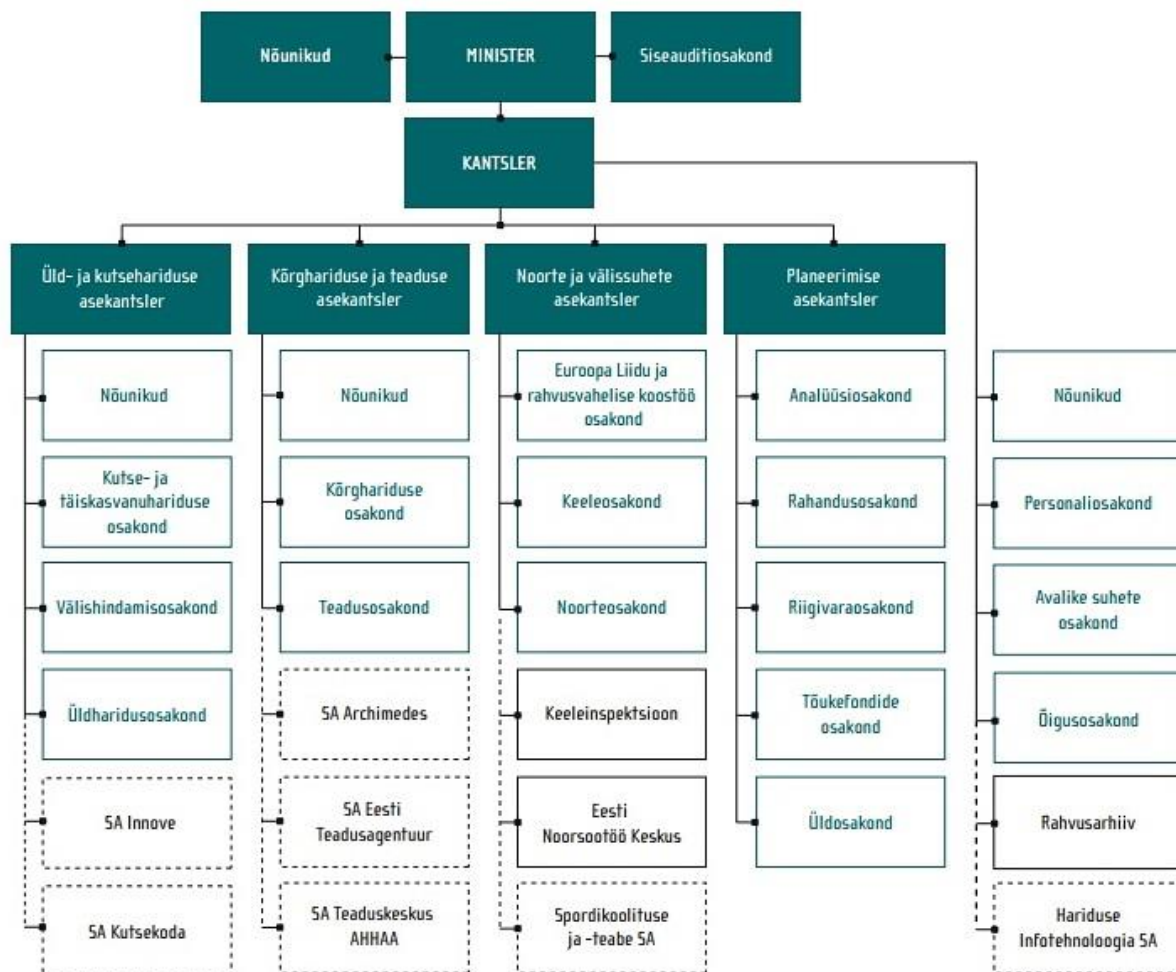 Nõunikud
MINISTER
Siseauditiosakond
KANTSLER
Üld- ja kutsehariduse
asekantsler
Kõrghariduse ja teaduse
asekantsler
Noorte ja välissuhete
asekantsler
Planeerimise
asekantsler
Nõunikud
Kutse- ja
täiskasvanuhariduse
osakond
Välishindamisosakond
Üldharidusosakond
SA Innove
SA Kutsekoda
Nõunikud
Kõrghariduse
osakond
Teadusosakond
SA Archimedes
SA Eesti
Teadusagentuur
SA Teaduskeskus
AHHAA
Euroopa Liidu ja
rahvusvahelise koostöö
osakond
Keeleosakond
Noorteosakond
Keeleinspektsioon
Eesti
Noorsootöö Keskus
Spordikoolituse
ja -teabe SA
Analüüsiosakond
Rahandusosakond
Riigivaraosakond
Tõukefondide
osakond
Üldosakond
Nõunikud
Personaliosakond
Avalike suhete
osakond
Õigusosakond
Rahvusarhiiv
Hariduse
Infotehnoloogia SA